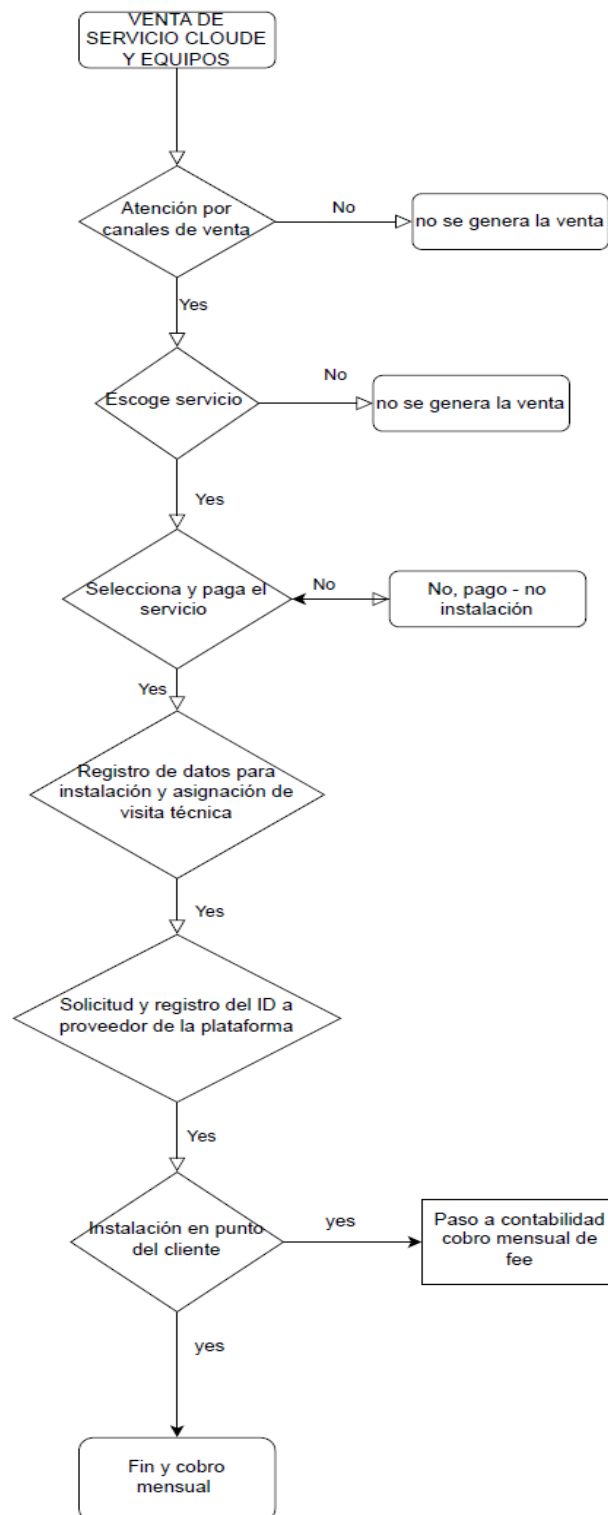 VENTA DE
SERVICIO CLOUDE
Y EQUIPOS
Atención por
canales de venta
No
no se genera la venta
Yes
Escoge servicio
No
no se genera la venta
Yes
Selecciona y paga el
servicio
No
No, pago - no
instalación
Yes
Registro de datos para
instalación y asignación de
visita técnica
Yes
Solicitud y registro del ID a
proveedor de la plataforma
Yes
Instalación en punto
del cliente
yes
Paso a contabilidad
cobro mensual de
fee
yes
Fin y cobro
mensual